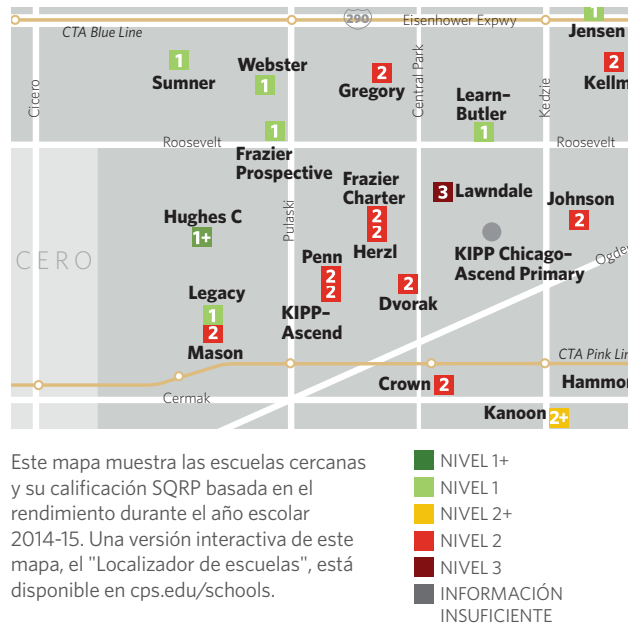 290
Eisenhower Expwy
CTA Blue Line
1
Jensen
Cicero
1
Sumner
Webster
1
2
Gregory
Central Park
Learn–
Butler
1
Kedzie
2
Kellm
Roosevelt
1
Frazier
Prospective
Roosevelt
Pulaski
Hughes C
1+
Frazier
Charter
2
2
Herzl
3 Lawndale
Johnson
2
KIPP Chicago–
Ascend Primary
Ogden
CERO
Penn
2
2
KIPP–
Ascend
2
Dvorak
Legacy
1
2
Mason
CTA Pink Lin
Crown 2
Hammon
Cermak
Kanoon 2+
Este mapa muestra las escuelas cercanas
y su calificación SQRP basada en el
rendimiento durante el año escolar
2014-15. Una versión interactiva de este
mapa, el "Localizador de escuelas", está
disponible en cps.edu/schools.
NIVEL 1+
NIVEL 1
NIVEL 2+
NIVEL 2
NIVEL 3
INFORMACIÓN
INSUFICIENTE